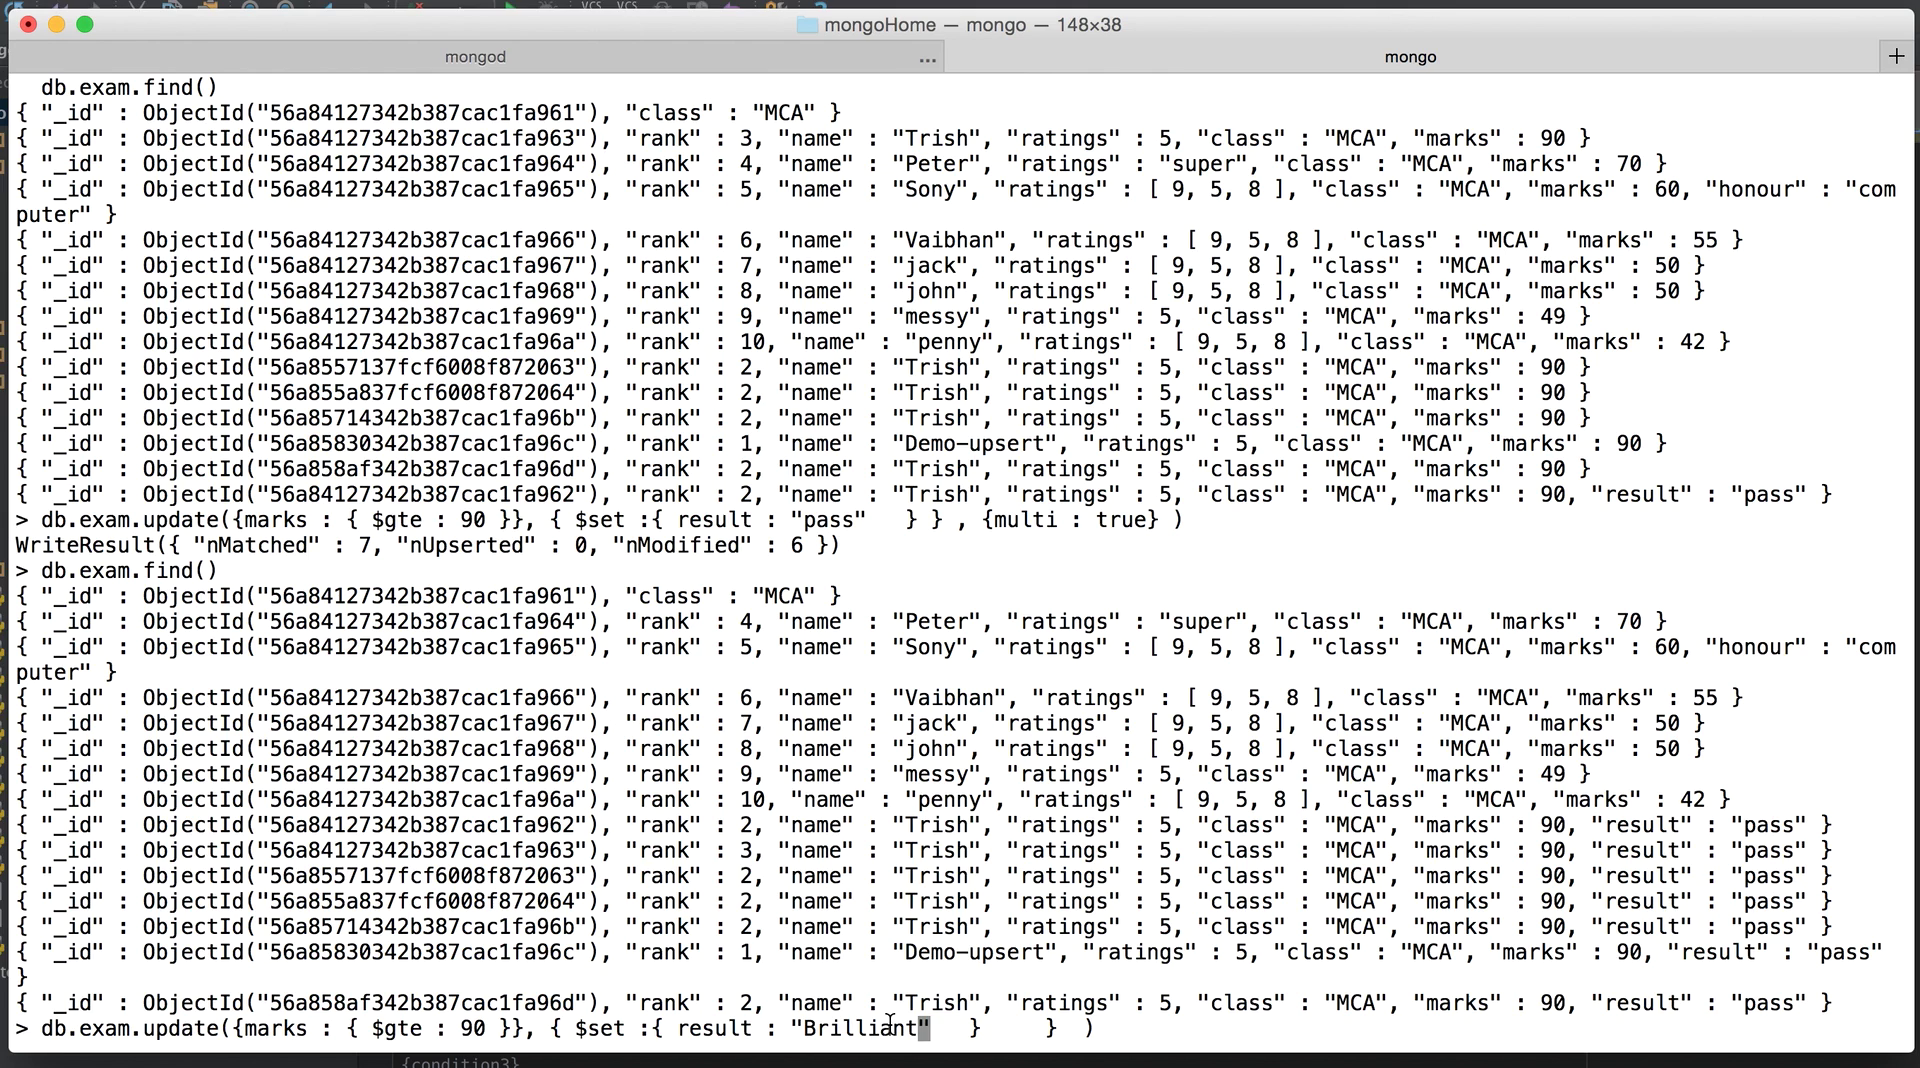 VCS VCS
mongoHome — mongo — 148×38
mongod ... mongo +
db.exam.find()
{ "_id" : ObjectId("56a84127342b387cac1fa961"), "class" : "MCA" }
{ "_id" : ObjectId("56a84127342b387cac1fa963"), "rank" : 3, "name" : "Trish", "ratings" : 5, "class" : "MCA", "marks" : 90 }
{ "_id" : ObjectId("56a84127342b387cac1fa964"), "rank" : 4, "name" : "Peter", "ratings" : "super", "class" : "MCA", "marks" : 70 }
{ "_id" : ObjectId("56a84127342b387cac1fa965"), "rank" : 5, "name" : "Sony", "ratings" : [ 9, 5, 8 ], "class" : "MCA", "marks" : 60, "honour" : "com
puter" }
{ "_id" : ObjectId("56a84127342b387cac1fa966"), "rank" : 6, "name" : "Vaibhan", "ratings" : [ 9, 5, 8 ], "class" : "MCA", "marks" : 55 }
{ "_id" : ObjectId("56a84127342b387cac1fa967"), "rank" : 7, "name" : "jack", "ratings" : [ 9, 5, 8 ], "class" : "MCA", "marks" : 50 }
{ "_id" : ObjectId("56a84127342b387cac1fa968"), "rank" : 8, "name" : "john", "ratings" : [ 9, 5, 8 ], "class" : "MCA", "marks" : 50 }
{ "_id" : ObjectId("56a84127342b387cac1fa969"), "rank" : 9, "name" : "messy", "ratings" : 5, "class" : "MCA", "marks" : 49 }
{ "_id" : ObjectId("56a84127342b387cac1fa96a"), "rank" : 10, "name" : "penny", "ratings" : [ 9, 5, 8 ], "class" : "MCA", "marks" : 42 }
{ "_id" : ObjectId("56a8557137fcf6008f872063"), "rank" : 2, "name" : "Trish", "ratings" : 5, "class" : "MCA", "marks" : 90 }
{ "_id" : ObjectId("56a855a837fcf6008f872064"), "rank" : 2, "name" : "Trish", "ratings" : 5, "class" : "MCA", "marks" : 90 }
{ "_id" : ObjectId("56a85714342b387cac1fa96b"), "rank" : 2, "name" : "Trish", "ratings" : 5, "class" : "MCA", "marks" : 90 }
{ "_id" : ObjectId("56a85830342b387cac1fa96c"), "rank" : 1, "name" : "Demo-upsert", "ratings" : 5, "class" : "MCA", "marks" : 90 }
{ "_id" : ObjectId("56a858af342b387cac1fa96d"), "rank" : 2, "name" : "Trish", "ratings" : 5, "class" : "MCA", "marks" : 90 }
{ "_id" : ObjectId("56a84127342b387cac1fa962"), "rank" : 2, "name" : "Trish", "ratings" : 5, "class" : "MCA", "marks" : 90, "result" : "pass" }
> db.exam.update({marks : { $gte : 90 }}, { $set :{ result : "pass" } } , {multi : true} )
WriteResult({ "nMatched" : 7, "nUpserted" : 0, "nModified" : 6 })
> db.exam.find()
{ "_id" : ObjectId("56a84127342b387cac1fa961"), "class" : "MCA" }
{ "_id" : ObjectId("56a84127342b387cac1fa964"), "rank" : 4, "name" : "Peter", "ratings" : "super", "class" : "MCA", "marks" : 70 }
{ "_id" : ObjectId("56a84127342b387cac1fa965"), "rank" : 5, "name" : "Sony", "ratings" : [ 9, 5, 8 ], "class" : "MCA", "marks" : 60, "honour" : "com
puter" }
{ "_id" : ObjectId("56a84127342b387cac1fa966"), "rank" : 6, "name" : "Vaibhan", "ratings" : [ 9, 5, 8 ], "class" : "MCA", "marks" : 55 }
{ "_id" : ObjectId("56a84127342b387cac1fa967"), "rank" : 7, "name" : "jack", "ratings" : [ 9, 5, 8 ], "class" : "MCA", "marks" : 50 }
{ "_id" : ObjectId("56a84127342b387cac1fa968"), "rank" : 8, "name" : "john", "ratings" : [ 9, 5, 8 ], "class" : "MCA", "marks" : 50 }
{ "_id" : ObjectId("56a84127342b387cac1fa969"), "rank" : 9, "name" : "messy", "ratings" : 5, "class" : "MCA", "marks" : 49 }
{ "_id" : ObjectId("56a84127342b387cac1fa96a"), "rank" : 10, "name" : "penny", "ratings" : [ 9, 5, 8 ], "class" : "MCA", "marks" : 42 }
{ "_id" : ObjectId("56a84127342b387cac1fa962"), "rank" : 2, "name" : "Trish", "ratings" : 5, "class" : "MCA", "marks" : 90, "result" : "pass" }
{ "_id" : ObjectId("56a84127342b387cac1fa963"), "rank" : 3, "name" : "Trish", "ratings" : 5, "class" : "MCA", "marks" : 90, "result" : "pass" }
{ "_id" : ObjectId("56a8557137fcf6008f872063"), "rank" : 2, "name" : "Trish", "ratings" : 5, "class" : "MCA", "marks" : 90, "result" : "pass" }
{ "_id" : ObjectId("56a855a837fcf6008f872064"), "rank" : 2, "name" : "Trish", "ratings" : 5, "class" : "MCA", "marks" : 90, "result" : "pass" }
{ "_id" : ObjectId("56a85714342b387cac1fa96b"), "rank" : 2, "name" : "Trish", "ratings" : 5, "class" : "MCA", "marks" : 90, "result" : "pass" }
{ "_id" : ObjectId("56a85830342b387cac1fa96c"), "rank" : 1, "name" : "Demo-upsert", "ratings" : 5, "class" : "MCA", "marks" : 90, "result" : "pass"
}
{ "_id" : ObjectId("56a858af342b387cac1fa96d"), "rank" : 2, "name" : "Trish", "ratings" : 5, "class" : "MCA", "marks" : 90, "result" : "pass" }
> db.exam.update({marks : { $gte : 90 }}, { $set :{ result : "Brilliant" } } )
{condition3}